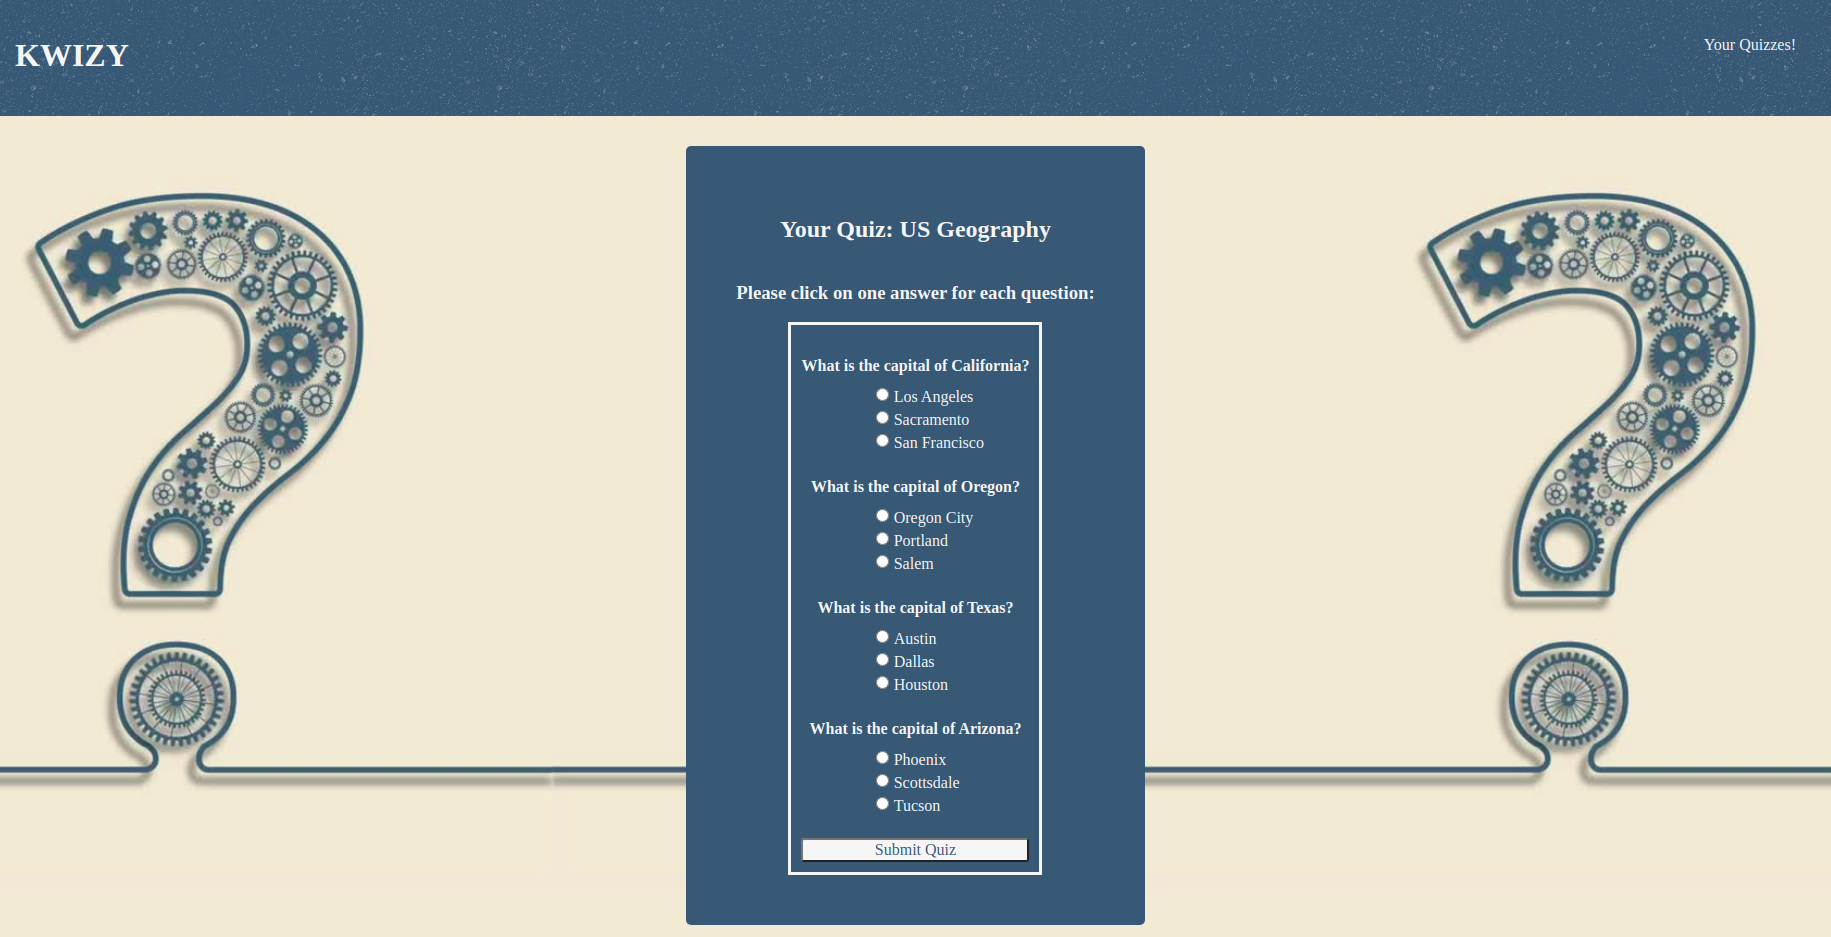 KWIZY
Your Quizzes!
Your Quiz: US Geography
Please click on one answer for each question:
What is the capital of California?
Los Angeles
Sacramento
San Francisco
What is the capital of Oregon?
Oregon City
Portland
Salem
What is the capital of Texas?
Austin
Dallas
Houston
What is the capital of Arizona?
Phoenix
Scottsdale
Tucson
Submit Quiz